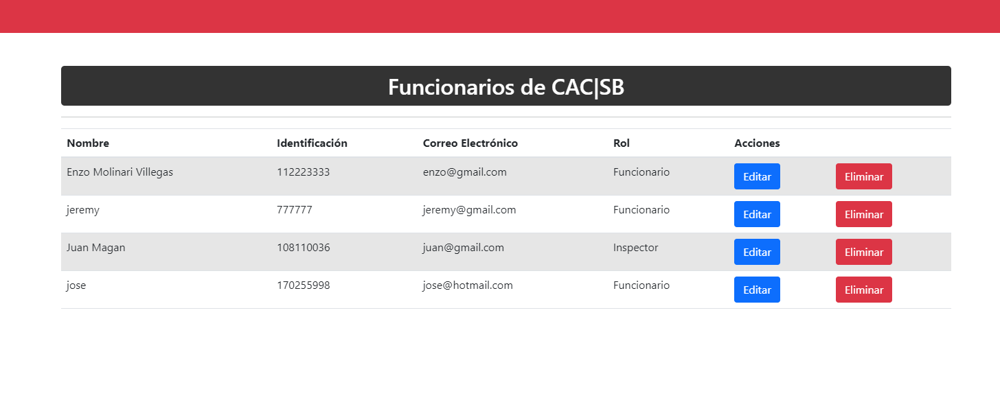 Funcionarios de CAC|SB
Nombre Identificación Correo Electrónico Rol Acciones
Enzo Molinari Villegas 112223333 enzo@gmail.com Funcionario Editar Eliminar
jeremy 777777 jeremy@gmail.com Funcionario Editar Eliminar
Juan Magan 108110036 juan@gmail.com Inspector Editar Eliminar
jose 170255998 jose@hotmail.com Funcionario Editar Eliminar